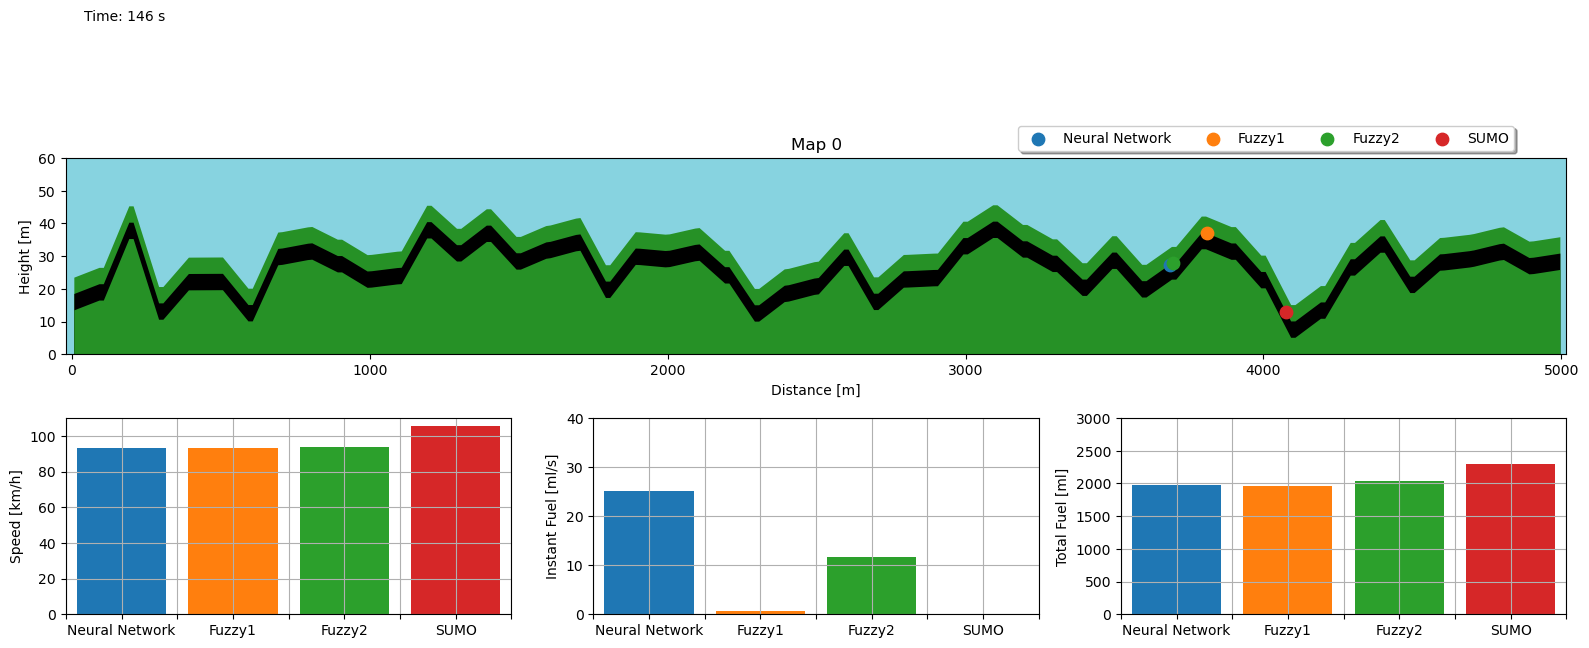 Time: 146 s
Map 0
Neural Network Fuzzy1 Fuzzy2 SUMO
Height [m]
60
50
40
30
20
10
0
0 1000 2000 3000 4000 5000
Distance [m]
Speed [km/h]
100
80
60
40
20
0
Neural Network Fuzzy1 Fuzzy2 SUMO
Instant Fuel [ml/s]
40
30
20
10
0
Neural Network Fuzzy1 Fuzzy2 SUMO
Total Fuel [ml]
3000
2500
2000
1500
1000
500
0
Neural Network Fuzzy1 Fuzzy2 SUMO